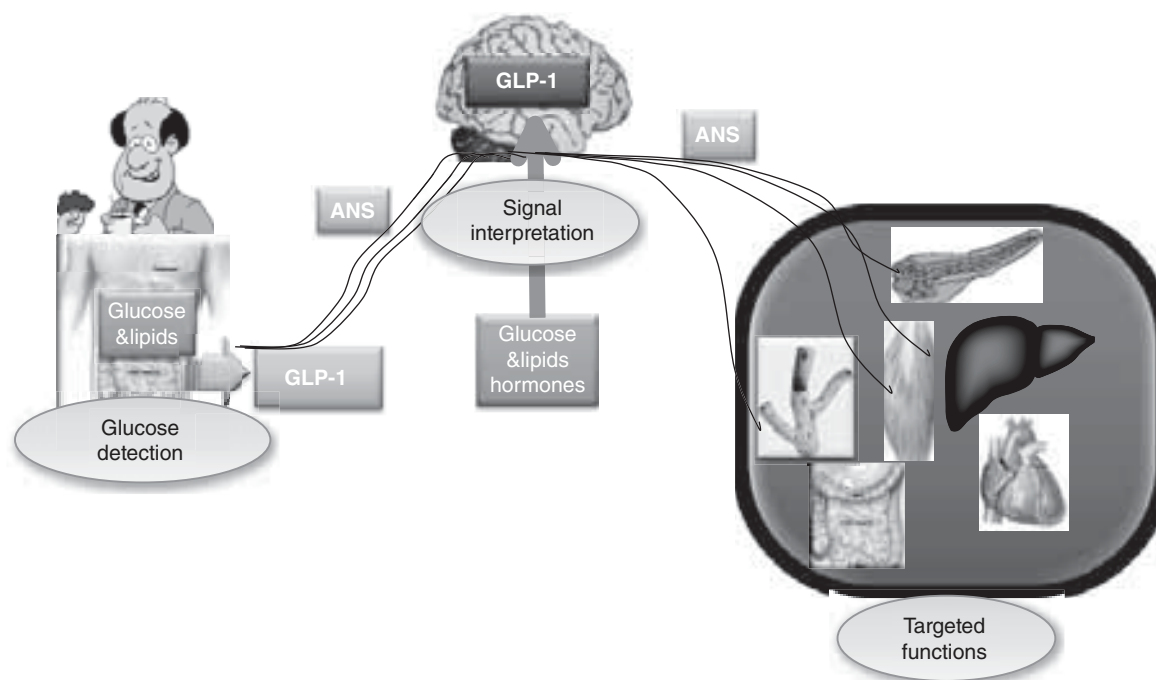 GLP-1
ANS
ANS
Signal
interpretation
Glucose
&lipids
Glucose
&lipids
hormones
GLP-1
Glucose
detection
Targeted
functions